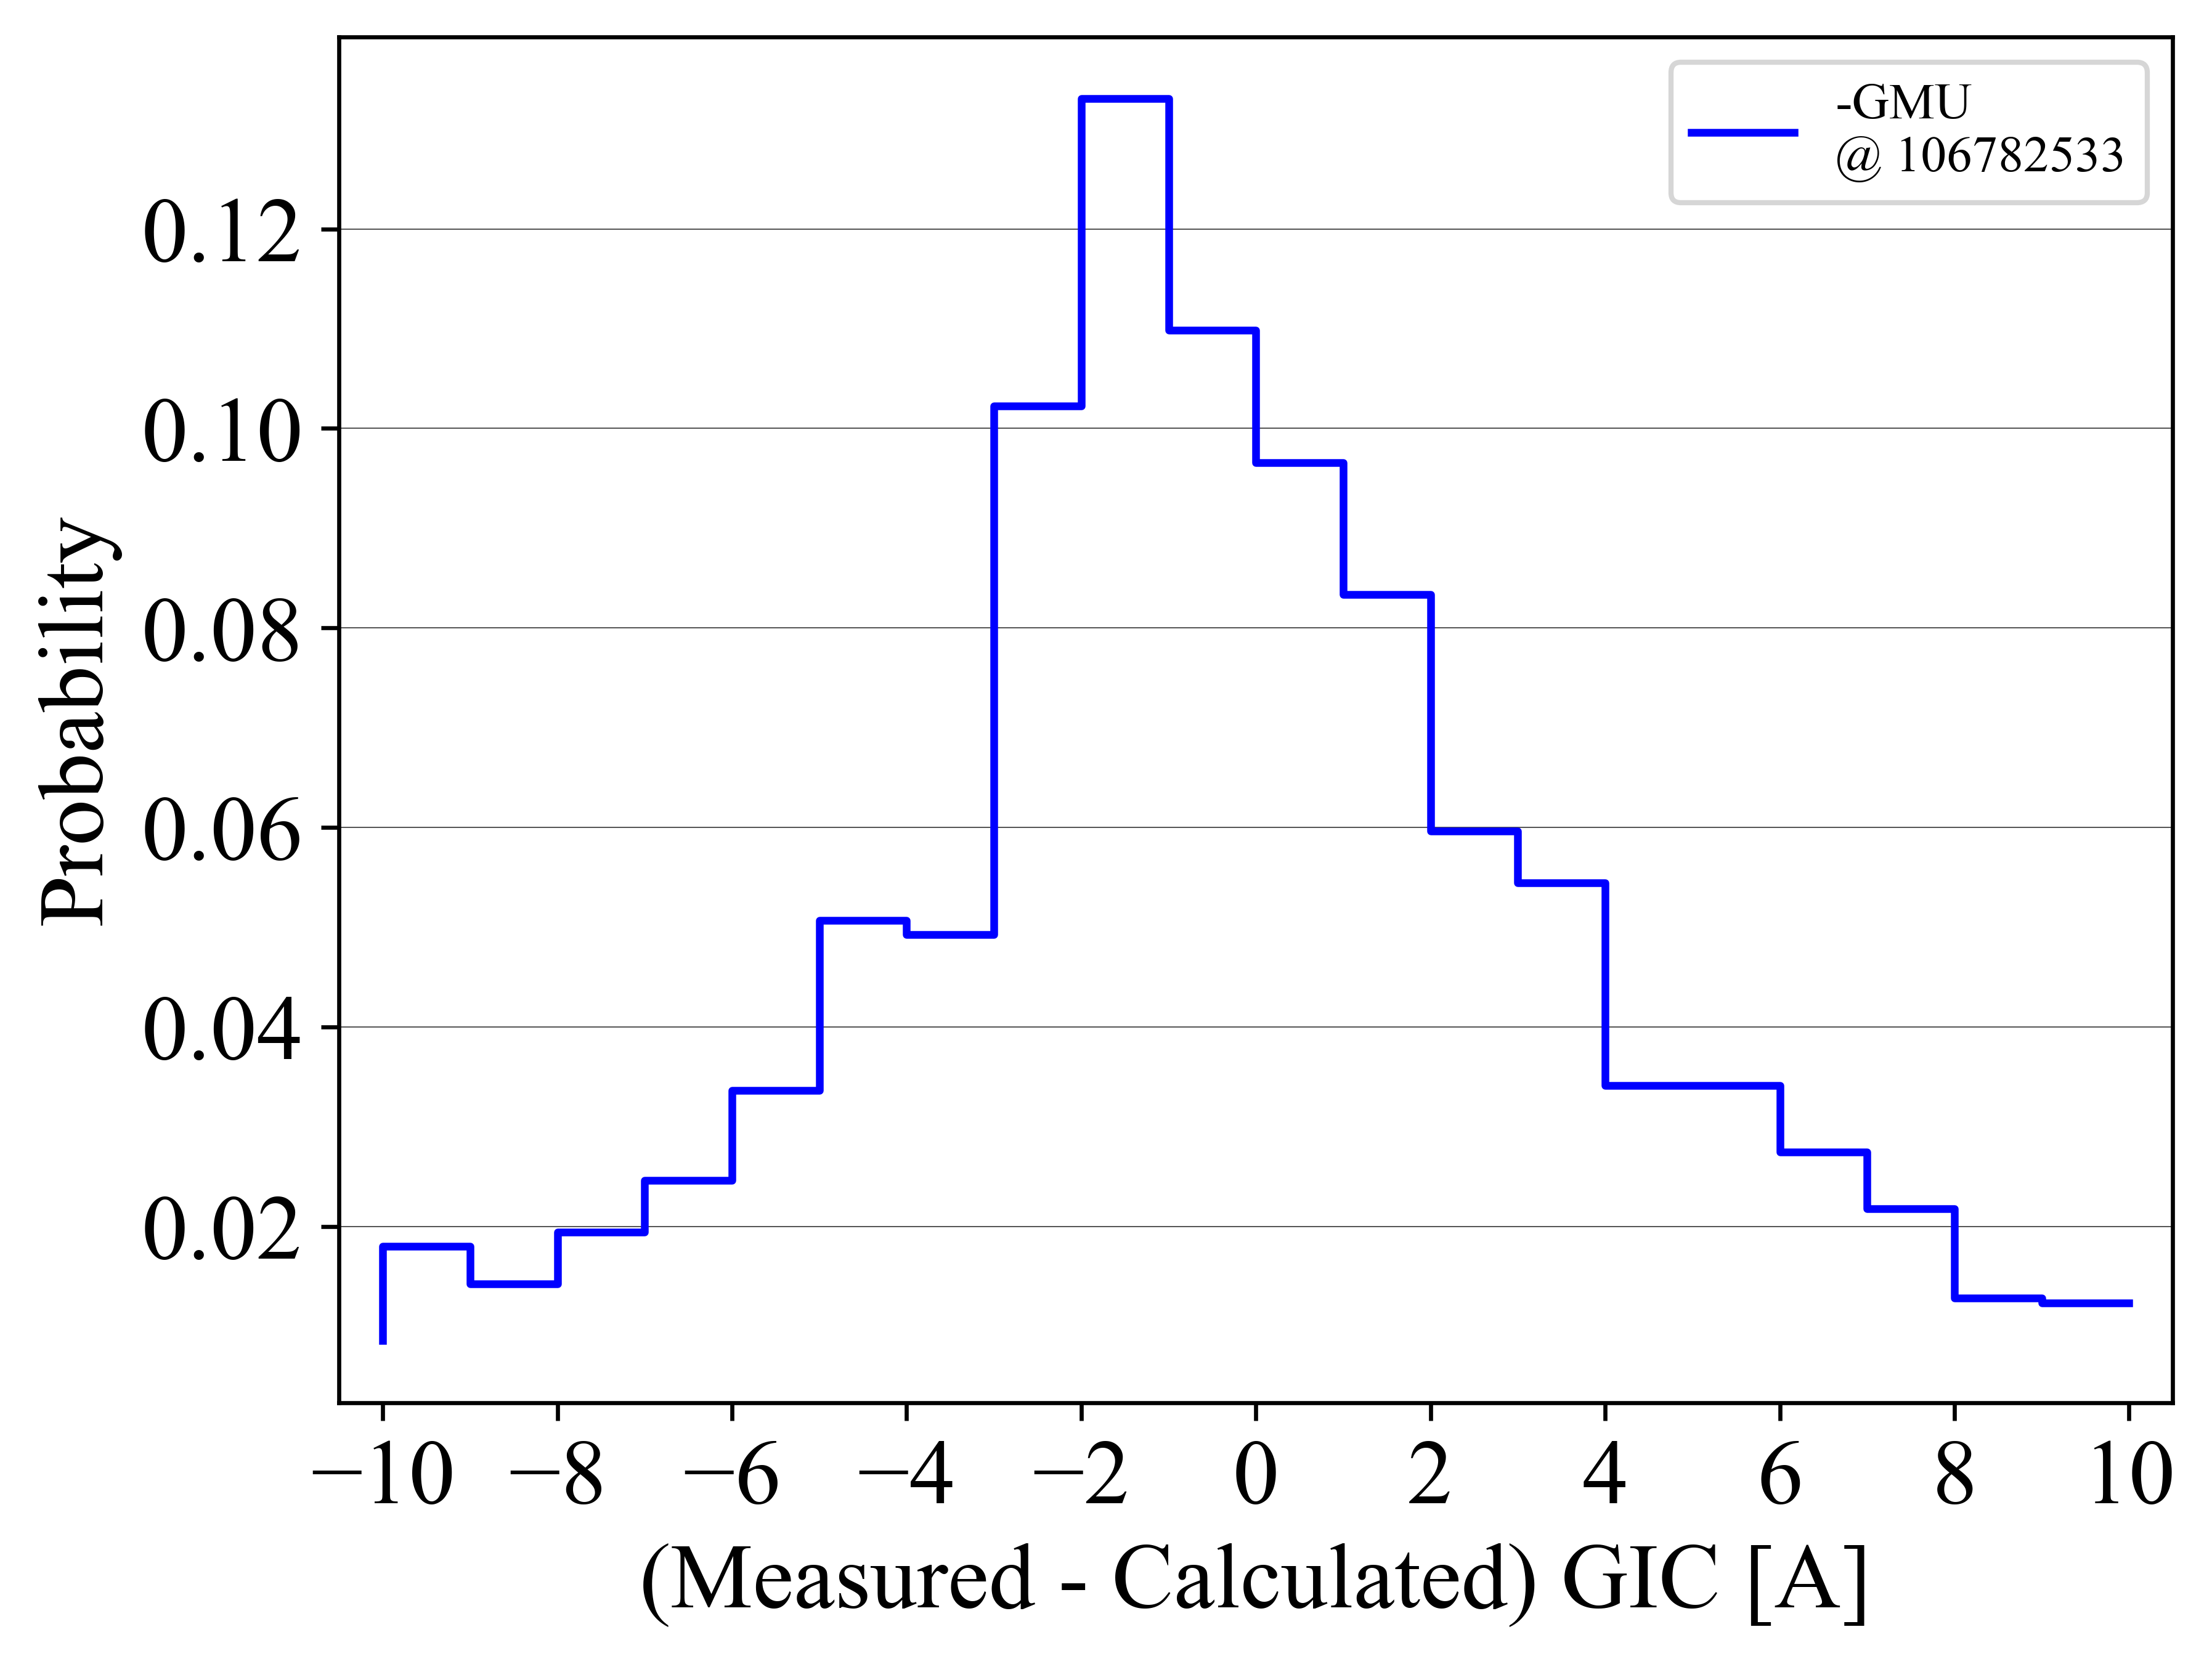 -GMU
@ 106782533
Probability
0.12
0.10
0.08
0.06
0.04
0.02
−10 −8 −6 −4 −2 0 2 4 6 8 10
(Measured - Calculated) GIC [A]